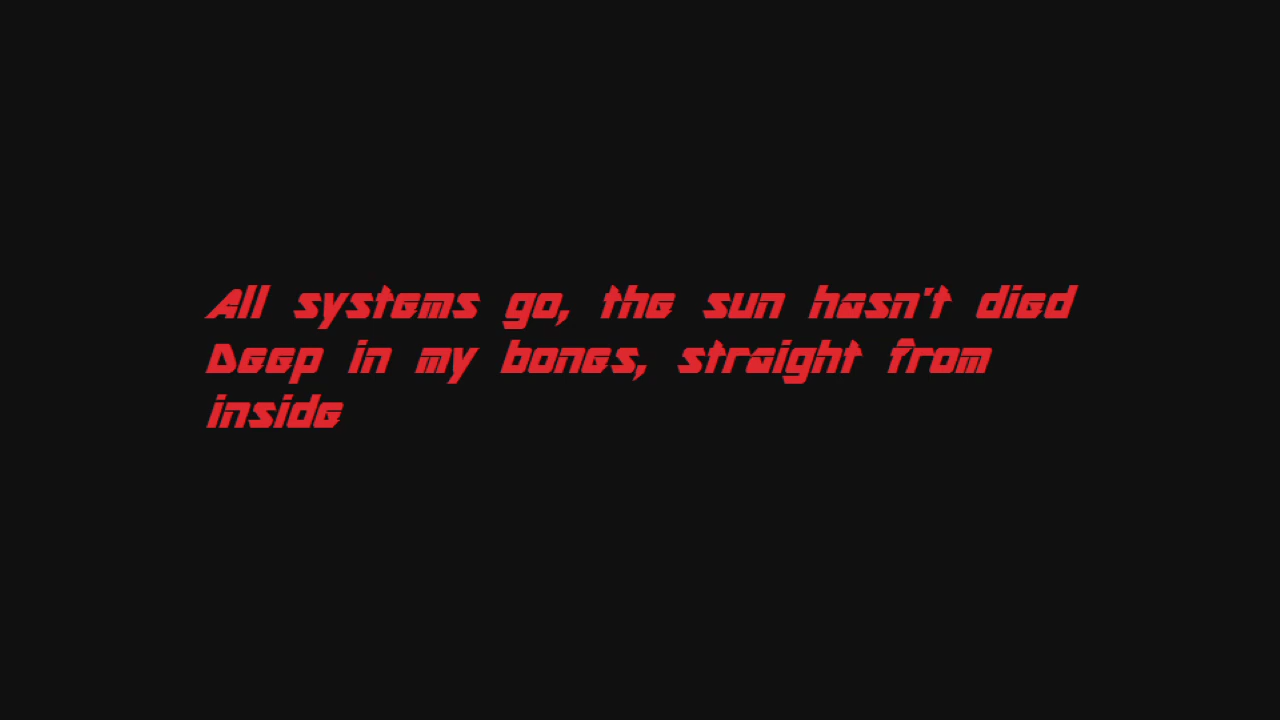 All systems go, the sun hasn't died
Deep in my bones, straight from
inside